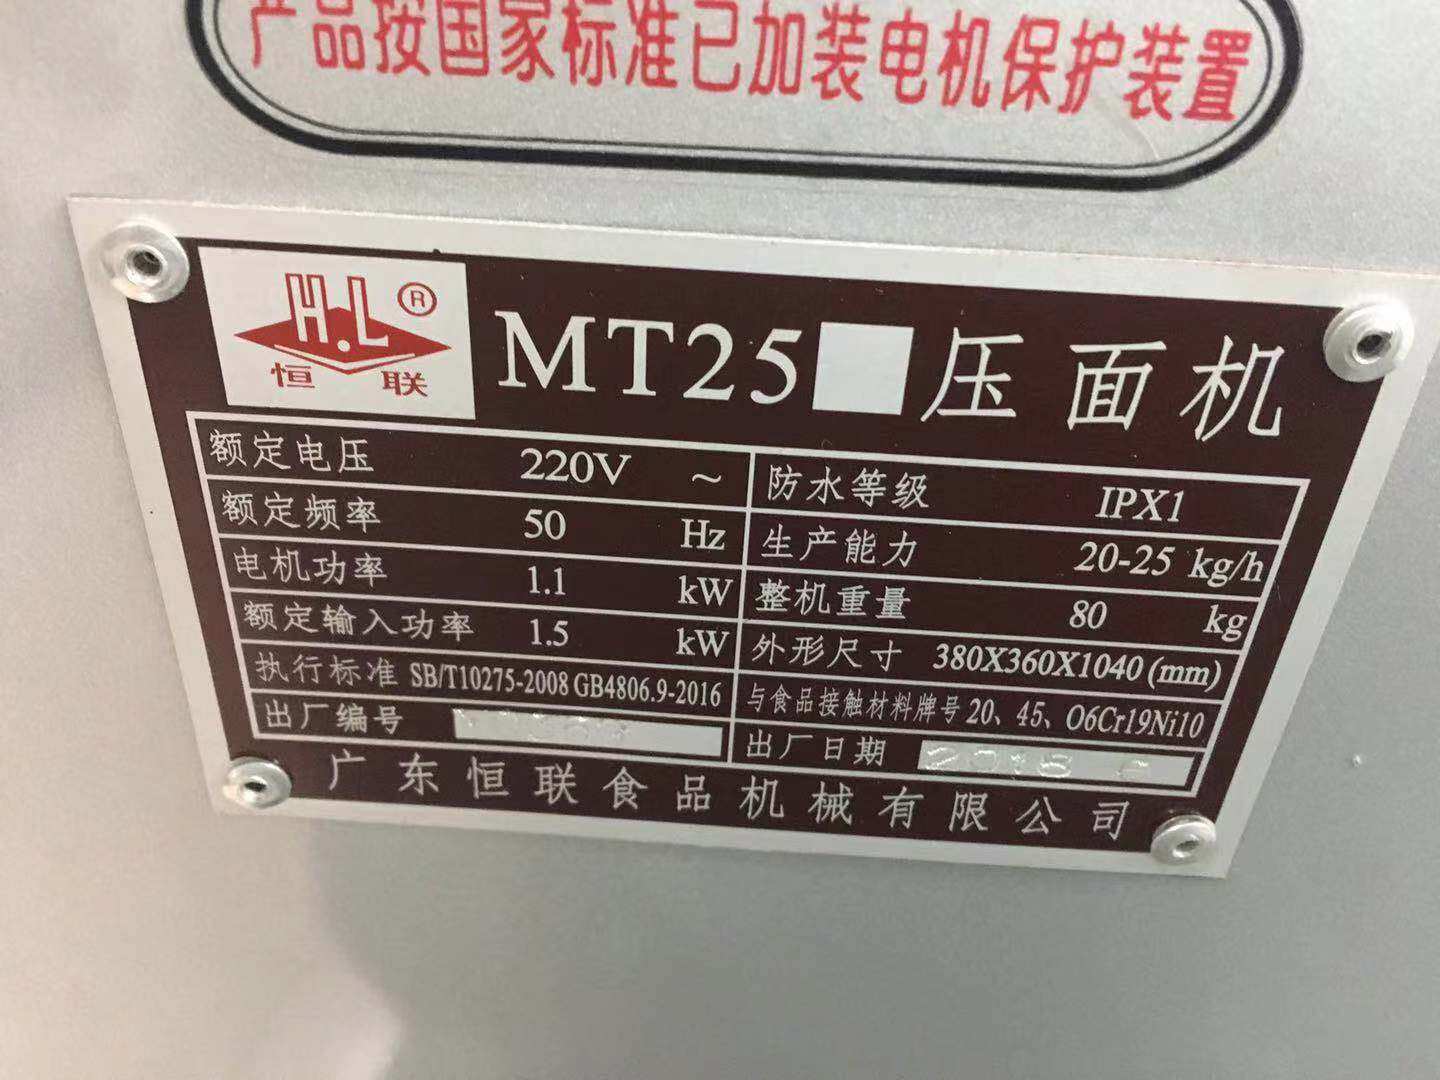 产品按国家标准已加装电机保护装置
H.L ®
恒联
MT25 压面机
额定电压 220V ~
防水等级 IPX1
额定频率 50 Hz
生产能力 20-25 kg/h
电机功率 1.1 kW
整机重量 80 kg
额定输入功率 1.5 kW
外形尺寸 380X360X1040 (mm)
执行标准 SB/T10275-2008 GB4806.9-2016
与食品接触材料牌号 20、45、O6Cr19Ni10
出厂编号
出厂日期
广东恒联食品机械有限公司